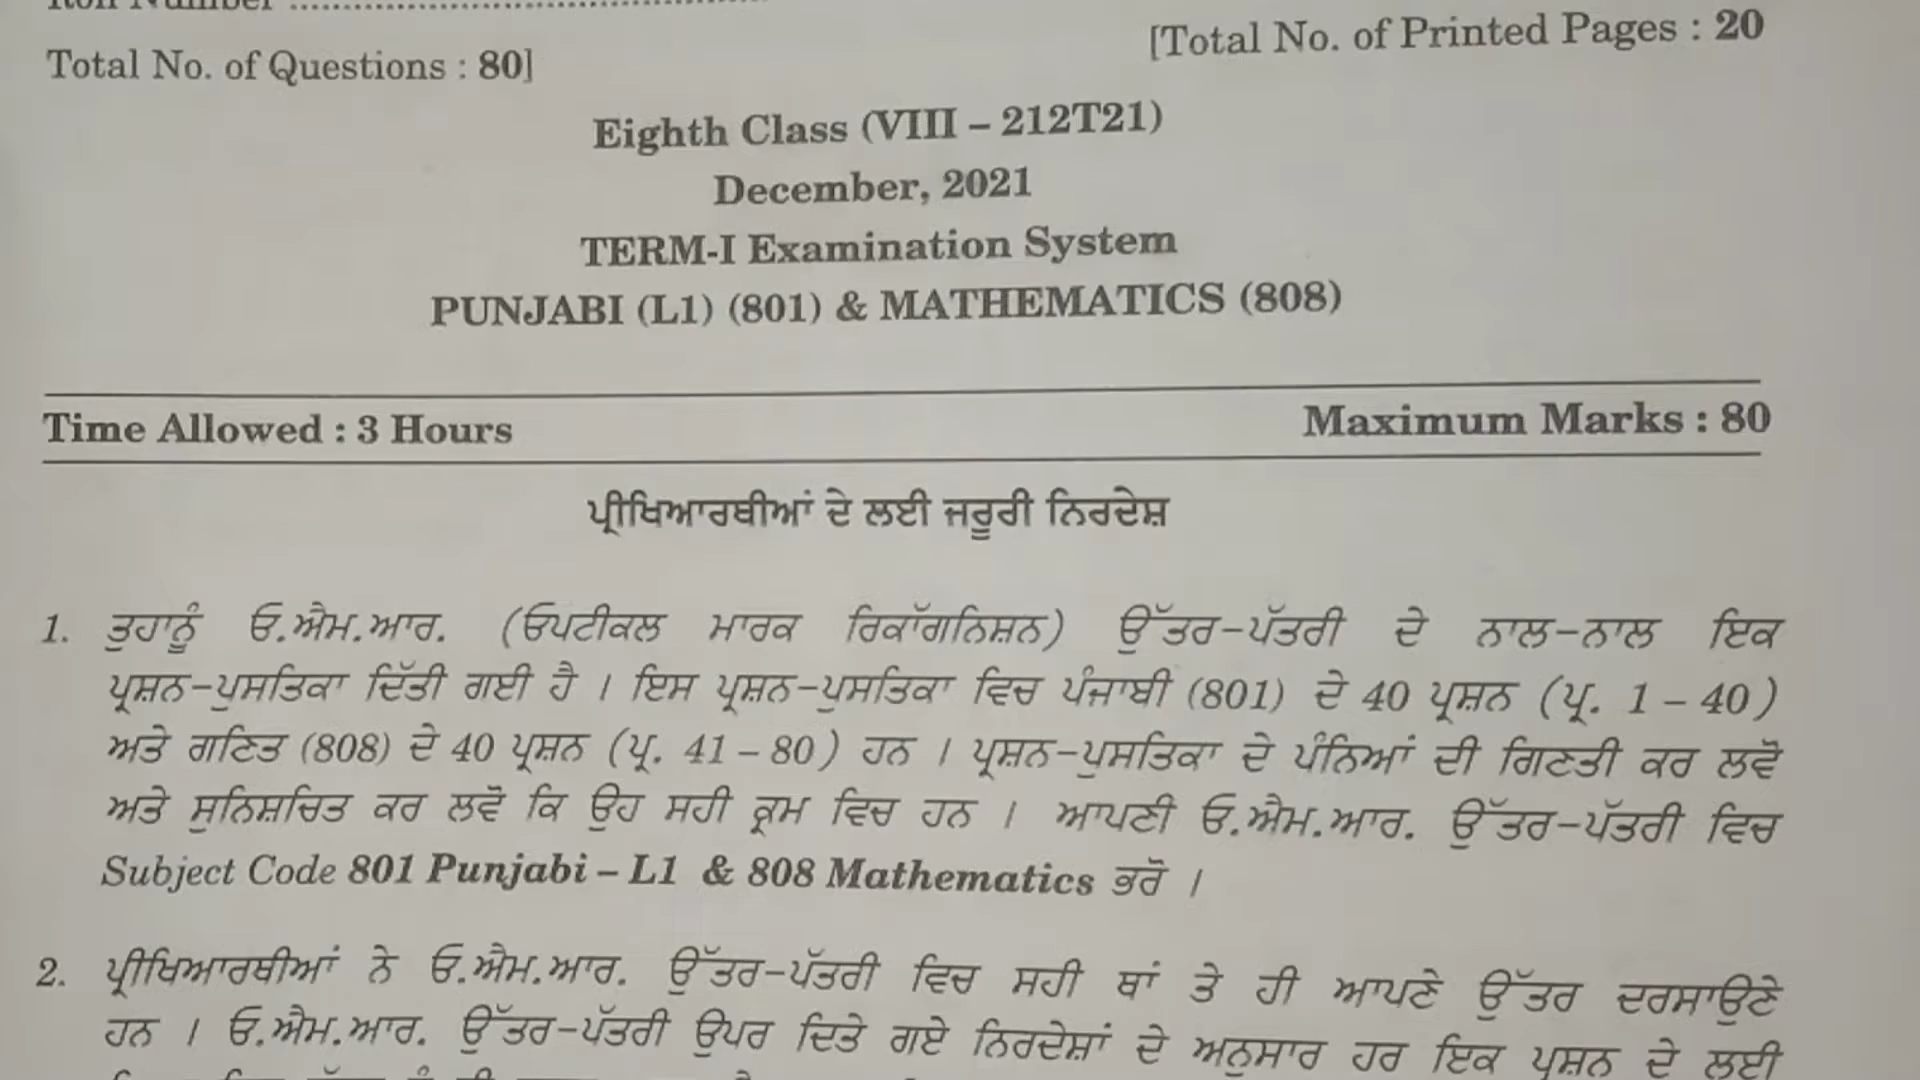 Roll Number
Total No. of Questions : 80]
[Total No. of Printed Pages : 20
Eighth Class (VIII – 212T21)
December, 2021
TERM-I Examination System
PUNJABI (L1) (801) & MATHEMATICS (808)
Time Allowed : 3 Hours
Maximum Marks : 80
ਪ੍ਰੀਖਿਆਰਥੀਆਂ ਦੇ ਲਈ ਜਰੂਰੀ ਨਿਰਦੇਸ਼
1. ਤੁਹਾਨੂੰ ਓ.ਐਮ.ਆਰ. (ਓਪਟੀਕਲ ਮਾਰਕ ਰਿਕਾੱਗਨਿਸ਼ਨ) ਉੱਤਰ-ਪੱਤਰੀ ਦੇ ਨਾਲ-ਨਾਲ ਇਕ
ਪ੍ਰਸ਼ਨ-ਪੁਸਤਿਕਾ ਦਿੱਤੀ ਗਈ ਹੈ । ਇਸ ਪ੍ਰਸ਼ਨ-ਪੁਸਤਿਕਾ ਵਿਚ ਪੰਜਾਬੀ (801) ਦੇ 40 ਪ੍ਰਸ਼ਨ (ਪ੍ਰ. 1 – 40)
ਅਤੇ ਗਣਿਤ (808) ਦੇ 40 ਪ੍ਰਸ਼ਨ (ਪ੍ਰ. 41 – 80) ਹਨ । ਪ੍ਰਸ਼ਨ-ਪੁਸਤਿਕਾ ਦੇ ਪੰਨਿਆਂ ਦੀ ਗਿਣਤੀ ਕਰ ਲਵੋ
ਅਤੇ ਸੁਨਿਸ਼ਚਿਤ ਕਰ ਲਵੋ ਕਿ ਉਹ ਸਹੀ ਕ੍ਰਮ ਵਿਚ ਹਨ । ਆਪਣੀ ਓ.ਐਮ.ਆਰ. ਉੱਤਰ-ਪੱਤਰੀ ਵਿਚ
Subject Code 801 Punjabi – L1 & 808 Mathematics ਭਰੋ ।
2. ਪ੍ਰੀਖਿਆਰਥੀਆਂ ਨੇ ਓ.ਐਮ.ਆਰ. ਉੱਤਰ-ਪੱਤਰੀ ਵਿਚ ਸਹੀ ਥਾਂ ਤੇ ਹੀ ਆਪਣੇ ਉੱਤਰ ਦਰਸਾਉਣੇ
ਹਨ । ਓ.ਐਮ.ਆਰ. ਉੱਤਰ-ਪੱਤਰੀ ਉਪਰ ਦਿਤੇ ਗਏ ਨਿਰਦੇਸ਼ਾਂ ਦੇ ਅਨੁਸਾਰ ਹਰ ਇਕ ਪ੍ਰਸ਼ਨ ਦੇ ਲਈ